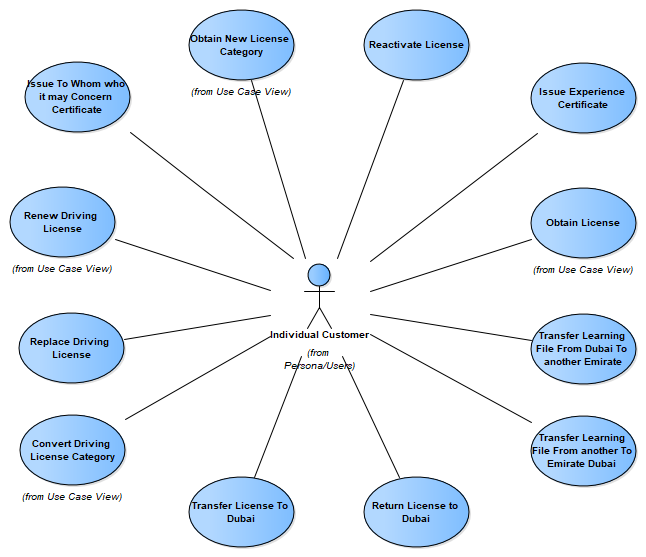 Obtain New License
Category
(from Use Case View)
Reactivate License
Issue To Whom who
it may Concern
Certificate
Issue Experience
Certificate
Renew Driving
License
(from Use Case View)
Obtain License
(from Use Case View)
Individual Customer
(from
Persona/Users)
Replace Driving
License
Transfer Learning
File From Dubai To
another Emirate
Convert Driving
License Category
(from Use Case View)
Transfer Learning
File From another To
Emirate Dubai
Transfer License To
Dubai
Return License to
Dubai